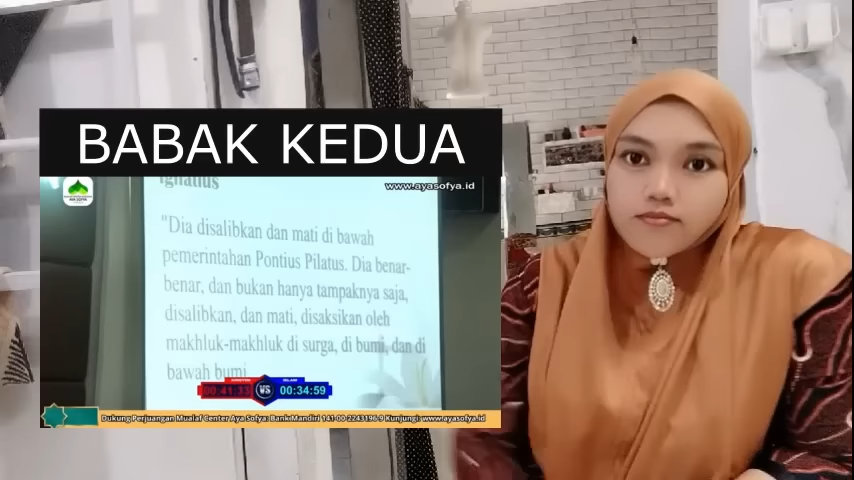 BABAK KEDUA
Ignatius
www.ayasofya.id
"Dia disalibkan dan mati di bawah
pemerintahan Pontius Pilatus. Dia benar-
benar, dan bukan hanya tampaknya saja,
disalibkan, dan mati, disaksikan oleh
makhluk-makhluk di surga, di bumi, dan di
bawah bumi
VS
00:34:59
Dukung Perjuangan Mualaf Center Aya Sofya: Bank Mandiri 141-00-2243196-9 Kunjungi: www.ayasofya.id